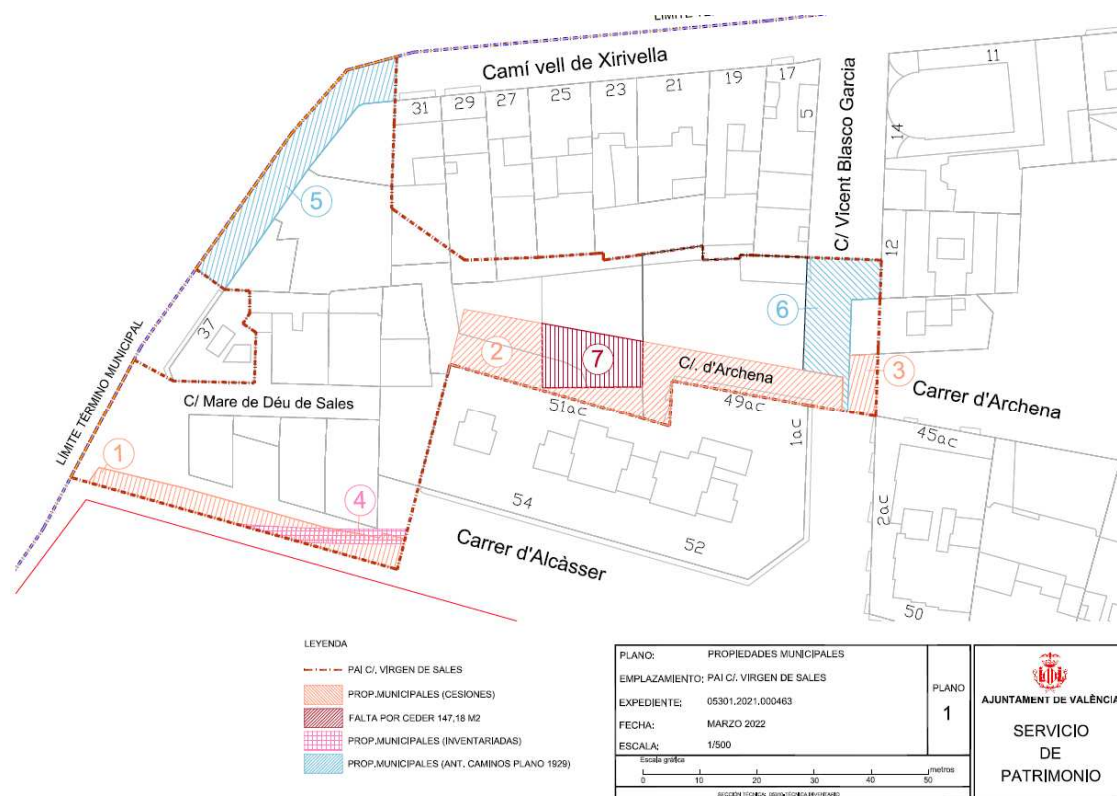 Camí vell de Xirivella
31
29
27
25
23
21
19
17
5
C/ Vicent Blasco Garcia
14
11
12
5
6
37
LÍMITE TÉRMINO MUNICIPAL
C/ Mare de Déu de Sales
2
7
C/. d'Archena
3
Carrer d'Archena
51ac
49ac
1ac
45ac
2ac
1
4
54
52
50
Carrer d'Alcàsser
LEYENDA
PAI C/. VIRGEN DE SALES
PROP.MUNICIPALES (CESIONES)
FALTA POR CEDER 147,18 M2
PROP.MUNICIPALES (INVENTARIADAS)
PROP.MUNICIPALES (ANT. CAMINOS PLANO 1929)
PLANO: PROPIEDADES MUNICIPALES
EMPLAZAMIENTO: PAI C/. VIRGEN DE SALES
EXPEDIENTE: 05301.2021.000463
FECHA: MARZO 2022
ESCALA: 1/500
PLANO
1
Escala gráfica
metros
0 10 20 30 40 50
AJUNTAMENT DE VALÈNCIA
SERVICIO
DE
PATRIMONIO